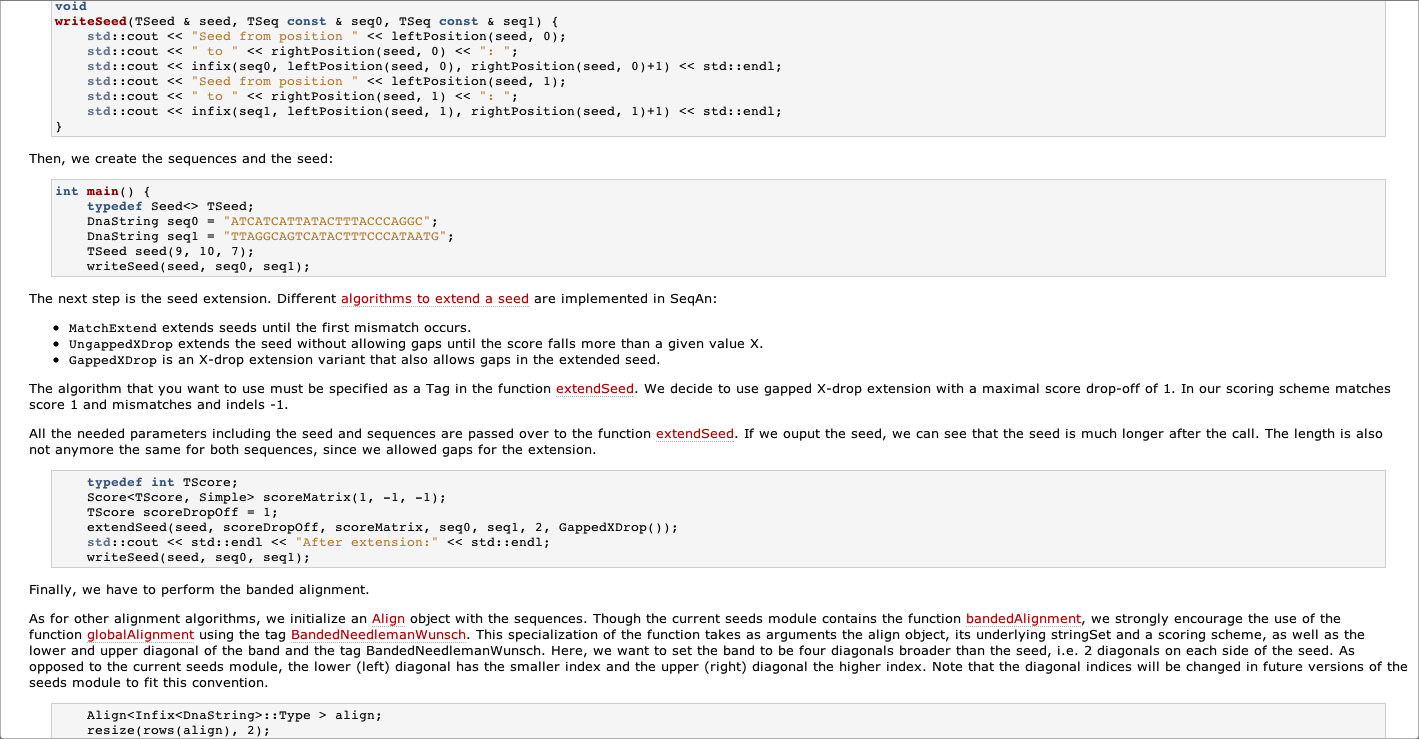 void
writeSeed(TSeed & seed, TSeq const & seq0, TSeq const & seq1) {
    std::cout << "Seed from position " << leftPosition(seed, 0);
    std::cout << " to " << rightPosition(seed, 0) << ": ";
    std::cout << infix(seq0, leftPosition(seed, 0), rightPosition(seed, 0)+1) << std::endl;
    std::cout << "Seed from position " << leftPosition(seed, 1);
    std::cout << " to " << rightPosition(seed, 1) << ": ";
    std::cout << infix(seq1, leftPosition(seed, 1), rightPosition(seed, 1)+1) << std::endl;
}
Then, we create the sequences and the seed:
int main() {
    typedef Seed<> TSeed;
    DnaString seq0 = "ATCATCATTATACTTTACCCAGGC";
    DnaString seq1 = "TTAGGCAGTCATACTTTCCCATAATG";
    TSeed seed(9, 10, 7);
    writeSeed(seed, seq0, seq1);
The next step is the seed extension. Different algorithms to extend a seed are implemented in SeqAn:
• MatchExtend extends seeds until the first mismatch occurs.
• UngappedXDrop extends the seed without allowing gaps until the score falls more than a given value X.
• GappedXDrop is an X-drop extension variant that also allows gaps in the extended seed.
The algorithm that you want to use must be specified as a Tag in the function extendSeed. We decide to use gapped X-drop extension with a maximal score drop-off of 1. In our scoring scheme matches
score 1 and mismatches and indels -1.
All the needed parameters including the seed and sequences are passed over to the function extendSeed. If we ouput the seed, we can see that the seed is much longer after the call. The length is also
not anymore the same for both sequences, since we allowed gaps for the extension.
    typedef int TScore;
    Score<TScore, Simple> scoreMatrix(1, -1, -1);
    TScore scoreDropOff = 1;
    extendSeed(seed, scoreDropOff, scoreMatrix, seq0, seq1, 2, GappedXDrop());
    std::cout << std::endl << "After extension:" << std::endl;
    writeSeed(seed, seq0, seq1);
Finally, we have to perform the banded alignment.
As for other alignment algorithms, we initialize an Align object with the sequences. Though the current seeds module contains the function bandedAlignment, we strongly encourage the use of the
function globalAlignment using the tag BandedNeedlemanWunsch. This specialization of the function takes as arguments the align object, its underlying stringSet and a scoring scheme, as well as the
lower and upper diagonal of the band and the tag BandedNeedlemanWunsch. Here, we want to set the band to be four diagonals broader than the seed, i.e. 2 diagonals on each side of the seed. As
opposed to the current seeds module, the lower (left) diagonal has the smaller index and the upper (right) diagonal the higher index. Note that the diagonal indices will be changed in future versions of the
seeds module to fit this convention.
    Align<Infix<DnaString>::Type > align;
    resize(rows(align), 2);